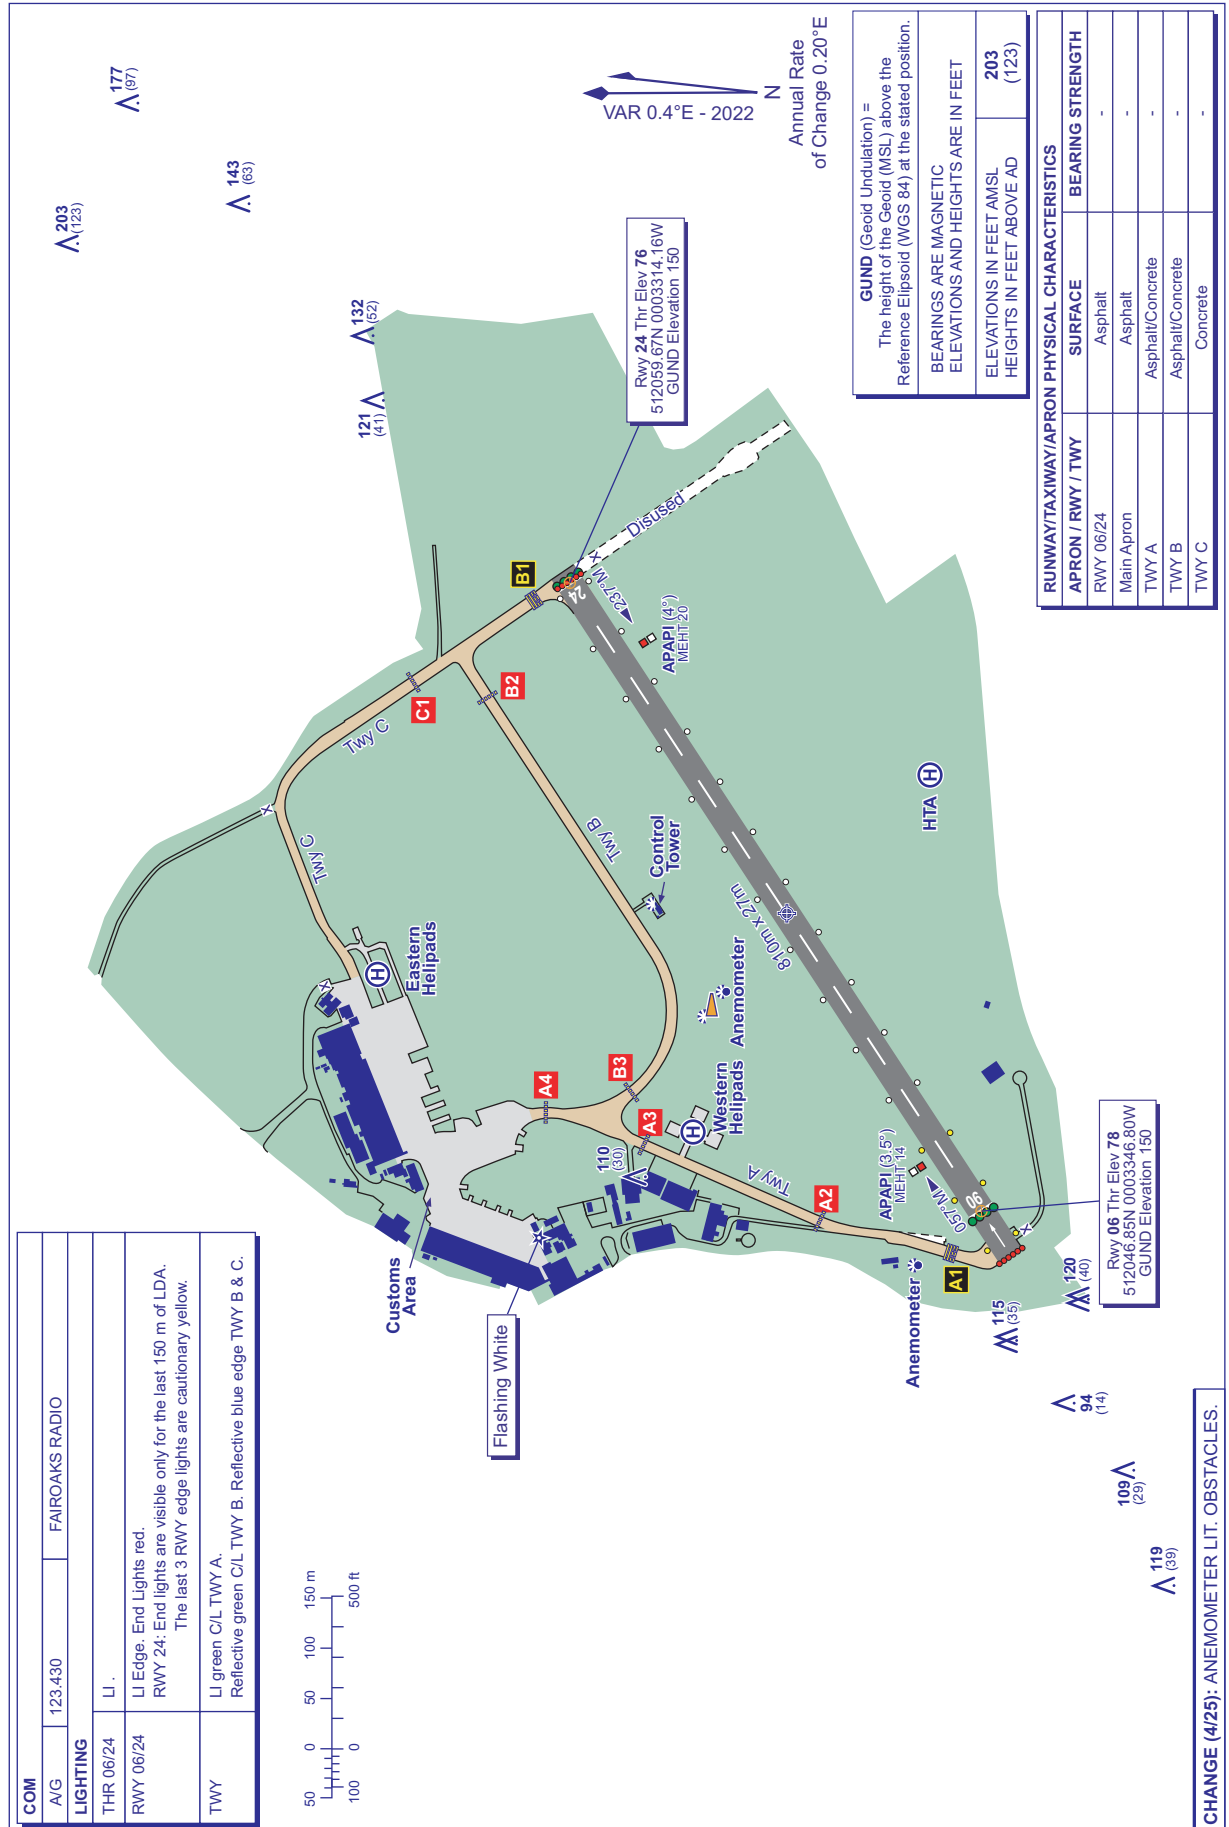 COM
A/G 123.430 FAIROAKS RADIO
LIGHTING
THR 06/24 LI .
RWY 06/24 LI Edge. End Lights red.
RWY 24: End lights are visible only for the last 150 m of LDA.
The last 3 RWY edge lights are cautionary yellow.
TWY LI green C/L TWY A.
Reflective green C/L TWY B. Reflective blue edge TWY B & C.
50 0 50 100 150 m
100 0 500 ft
177
(97)
203
(123)
143
(63)
132
(52)
121
(41)
VAR 0.4°E - 2022
N
Annual Rate
of Change 0.20°E
Customs
Area
Flashing White
Eastern
Helipads
H
X
X
Twy C
Twy C
C1
B1
B2
Twy B
Control
Tower
A4
B3
A3
110
(30)
H
Western
Helipads
Anemometer
Twy A
A2
Rwy 24 Thr Elev 76
512059.67N 0003314.16W
GUND Elevation 150
Disused
X
24
237°M
APAPI (4°)
MEHT 20
810m x 27m
HTA H
APAPI (3.5°)
MEHT 14
057°M
06
X
A1
Anemometer
115
(35)
120
(40)
94
(14)
109
(29)
119
(39)
Rwy 06 Thr Elev 78
512046.85N 0003346.80W
GUND Elevation 150
GUND (Geoid Undulation) =
The height of the Geoid (MSL) above the
Reference Elipsoid (WGS 84) at the stated position.
BEARINGS ARE MAGNETIC
ELEVATIONS AND HEIGHTS ARE IN FEET
ELEVATIONS IN FEET AMSL 203
HEIGHTS IN FEET ABOVE AD (123)
RUNWAY/TAXIWAY/APRON PHYSICAL CHARACTERISTICS
APRON / RWY / TWY SURFACE BEARING STRENGTH
RWY 06/24 Asphalt -
Main Apron Asphalt -
TWY A Asphalt/Concrete -
TWY B Asphalt/Concrete -
TWY C Concrete -
CHANGE (4/25): ANEMOMETER LIT. OBSTACLES.